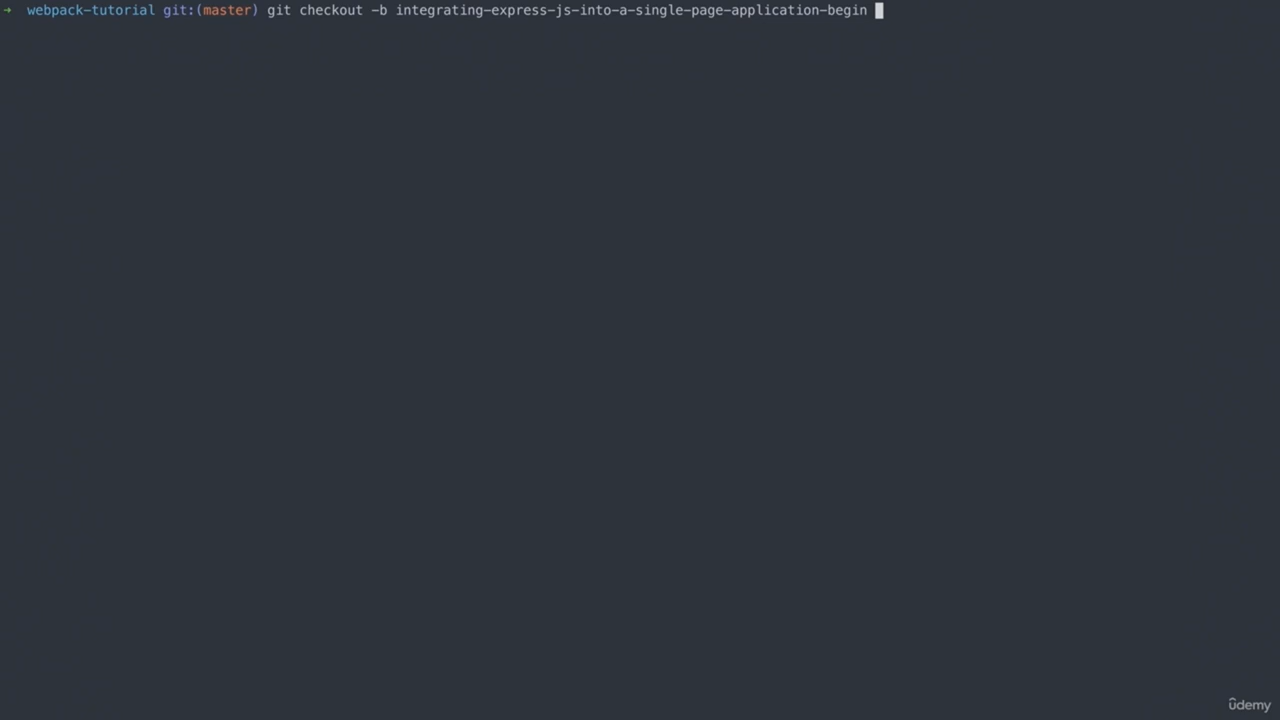 ➜ webpack-tutorial git:(master) git checkout -b integrating-express-js-into-a-single-page-application-begin
ûdemy